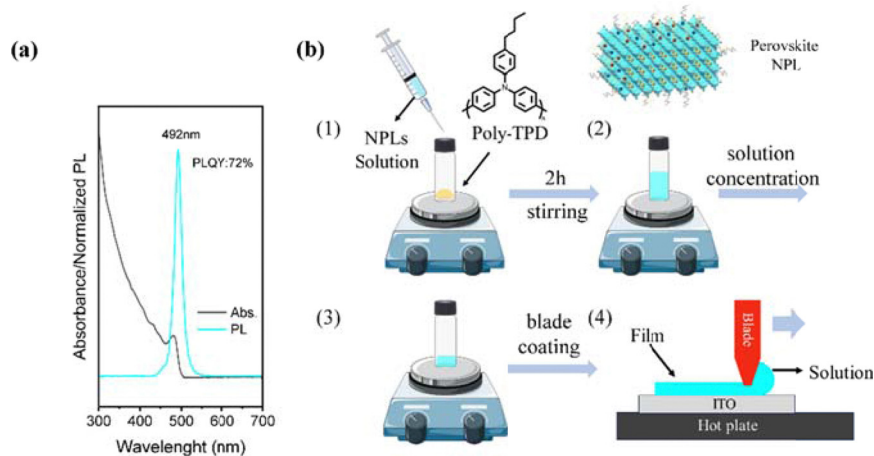 (a)
Absorbance/Normalized PL
492nm
PLQY:72%
Abs.
PL
300 400 500 600 700
Wavelenght (nm)
(b)
Perovskite
NPL
(1)
NPLs
Solution
Poly-TPD
n
N
2h
stirring
(2)
solution
concentration
(3)
blade
coating
(4)
Blade
Film
Solution
ITO
Hot plate